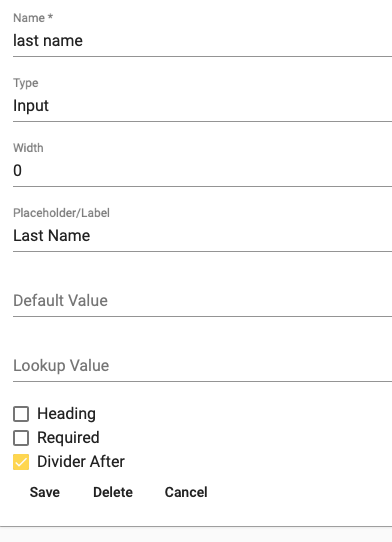 Name *
last name
Type
Input
Width
0
Placeholder/Label
Last Name
Default Value
Lookup Value
Heading
Required
Divider After
Save Delete Cancel